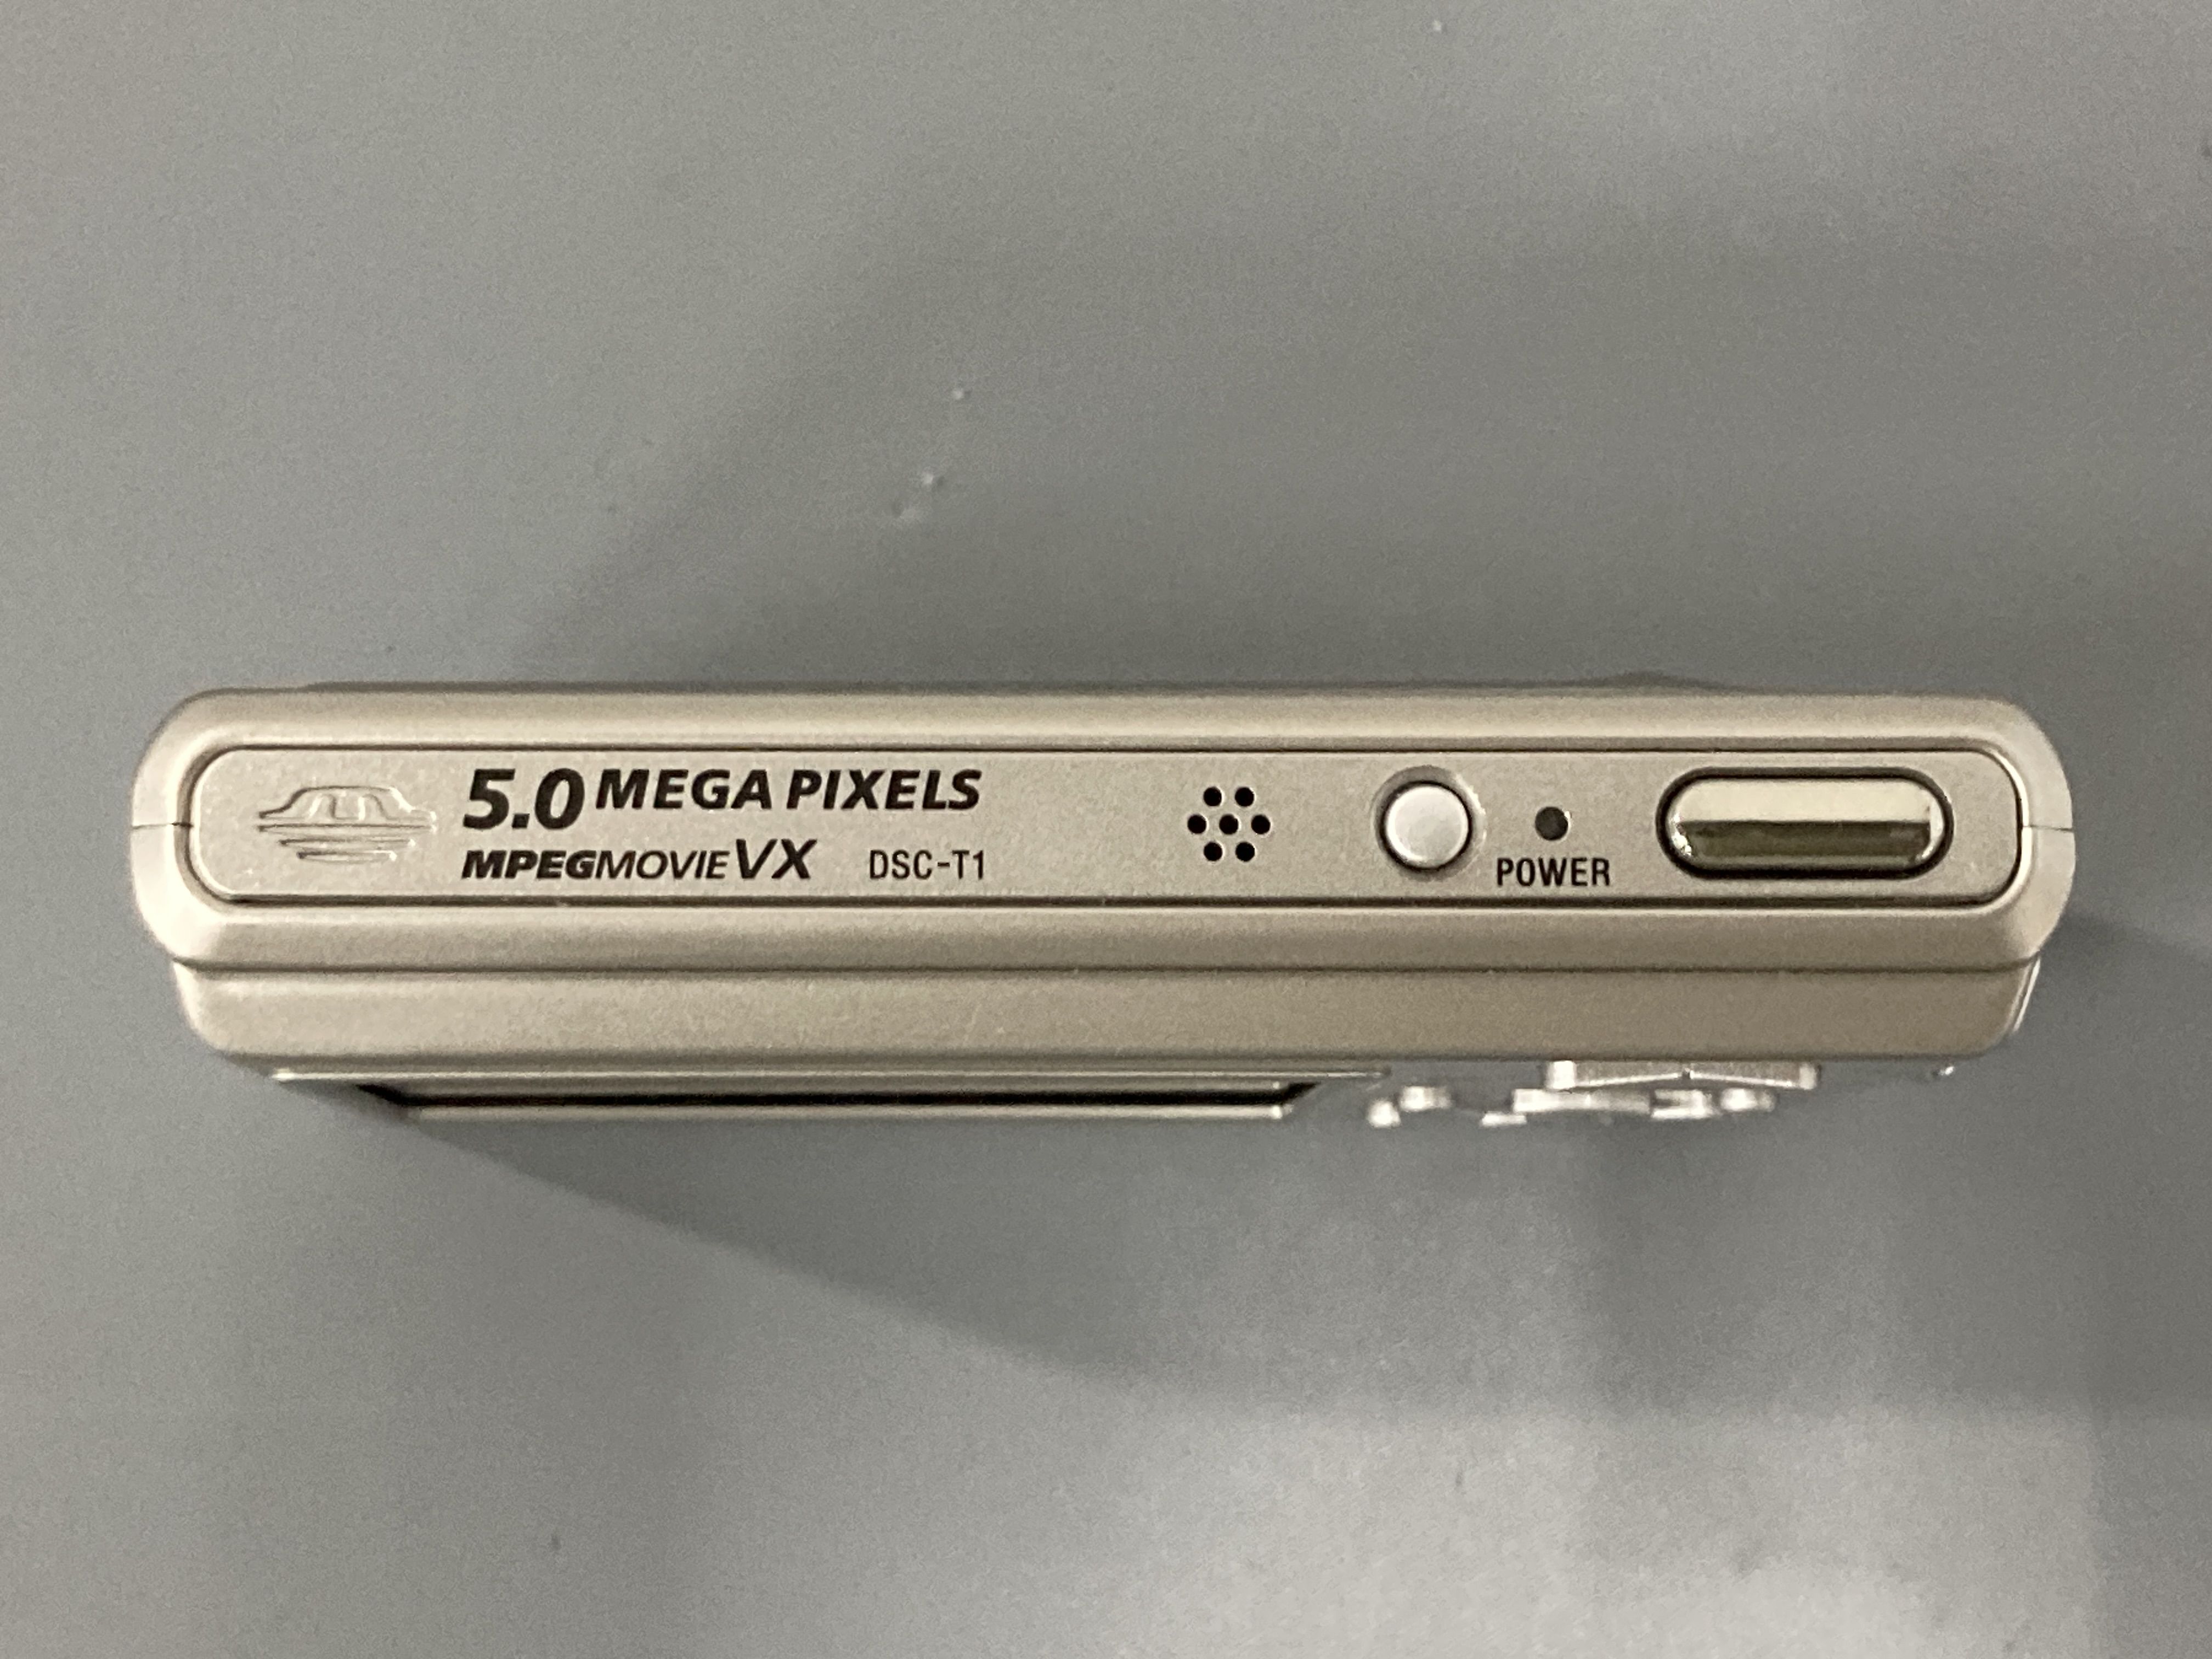 5.0 MEGA PIXELS
MPEGMOVIE VX DSC-T1
POWER